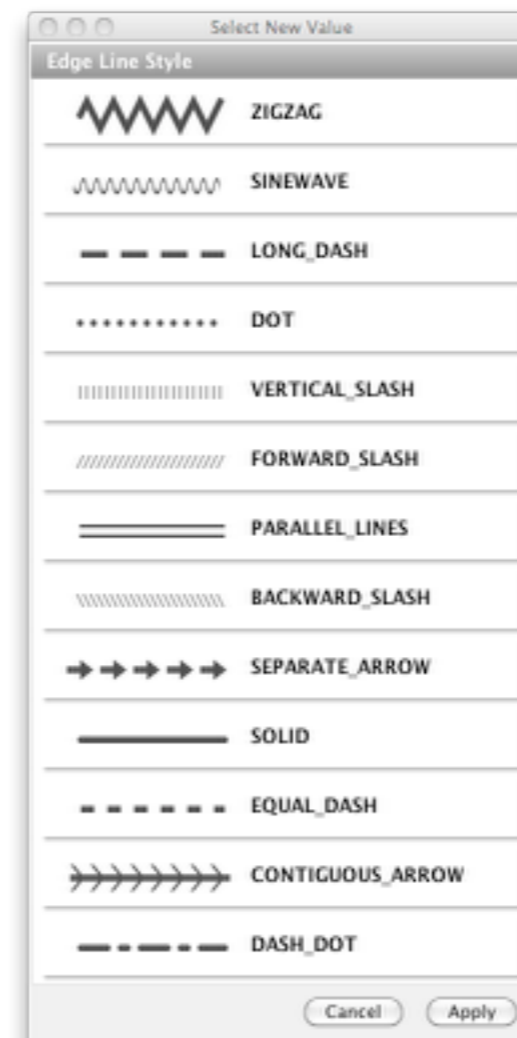 Select New Value
Edge Line Style
ZIGZAG
SINEWAVE
LONG_DASH
DOT
VERTICAL_SLASH
FORWARD_SLASH
PARALLEL_LINES
BACKWARD_SLASH
SEPARATE_ARROW
SOLID
EQUAL_DASH
CONTIGUOUS_ARROW
DASH_DOT
Cancel Apply